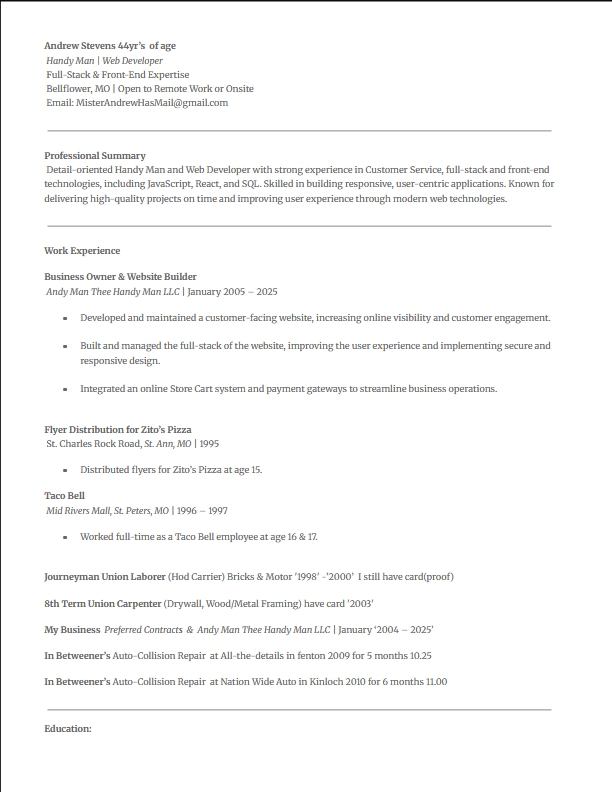 Andrew Stevens 44yr's of age
Handy Man | Web Developer
Full-Stack & Front-End Expertise
Bellflower, MO | Open to Remote Work or Onsite
Email: MisterAndrewHasMail@gmail.com
Professional Summary
Detail-oriented Handy Man and Web Developer with strong experience in Customer Service, full-stack and front-end
technologies, including JavaScript, React, and SQL. Skilled in building responsive, user-centric applications. Known for
delivering high-quality projects on time and improving user experience through modern web technologies.
Work Experience
Business Owner & Website Builder
Andy Man Thee Handy Man LLC | January 2005 – 2025
• Developed and maintained a customer-facing website, increasing online visibility and customer engagement.
• Built and managed the full-stack of the website, improving the user experience and implementing secure and
responsive design.
• Integrated an online Store Cart system and payment gateways to streamline business operations.
Flyer Distribution for Zito's Pizza
St. Charles Rock Road, St. Ann, MO | 1995
• Distributed flyers for Zito's Pizza at age 15.
Taco Bell
Mid Rivers Mall, St. Peters, MO | 1996 – 1997
• Worked full-time as a Taco Bell employee at age 16 & 17.
Journeyman Union Laborer (Hod Carrier) Bricks & Motor '1998' -'2000' I still have card(proof)
8th Term Union Carpenter (Drywall, Wood/Metal Framing) have card '2003'
My Business Preferred Contracts & Andy Man Thee Handy Man LLC | January '2004 – 2025'
In Betweener's Auto-Collision Repair at All-the-details in fenton 2009 for 5 months 10.25
In Betweener's Auto-Collision Repair at Nation Wide Auto in Kinloch 2010 for 6 months 11.00
Education: